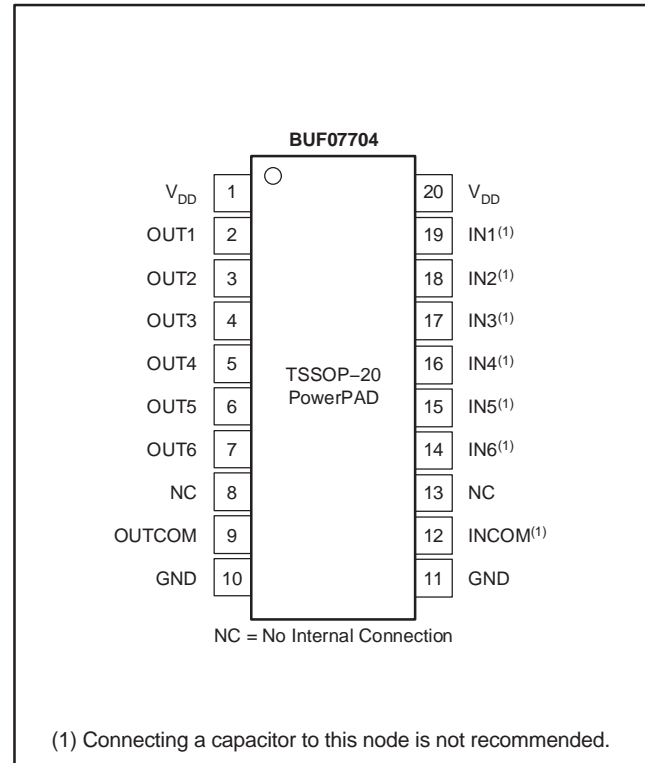 BUF07704
V_DD 1 20 V_DD
OUT1 2 19 IN1(1)
OUT2 3 18 IN2(1)
OUT3 4 17 IN3(1)
OUT4 5 16 IN4(1)
TSSOP−20
PowerPAD
OUT5 6 15 IN5(1)
OUT6 7 14 IN6(1)
NC 8 13 NC
OUTCOM 9 12 INCOM(1)
GND 10 11 GND
NC = No Internal Connection
(1) Connecting a capacitor to this node is not recommended.